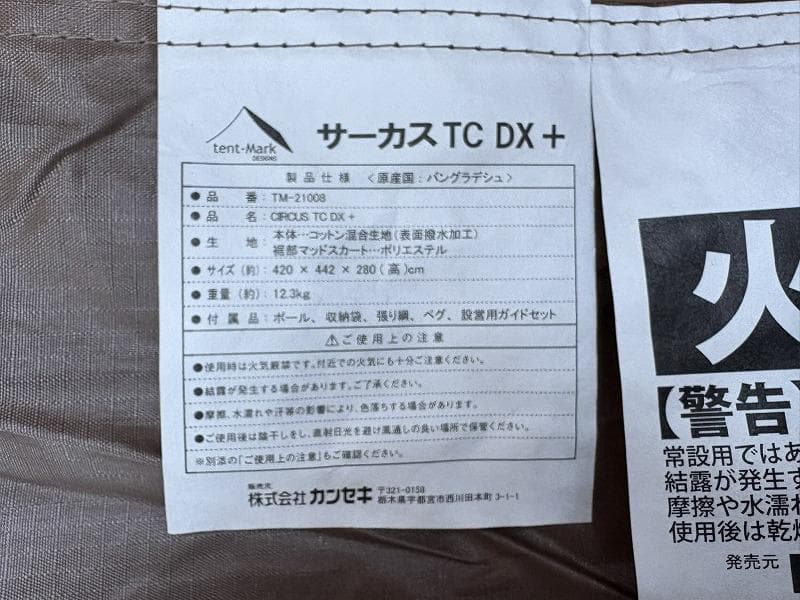 tent-Mark
DESIGNS
サーカス TC DX +
製品仕様 〈原産国:バングラデシュ〉
●品 番:TM-21008
●品 名:CIRCUS TC DX +
●生 地:本体…コットン混合生地(表面撥水加工)
裾部マッドスカート…ポリエステル
●サイズ(約):420 × 442 × 280(高)cm
●重量(約):12.3kg
●付属品:ポール、収納袋、張り綱、ペグ、設営用ガイドセット
⚠ご使用上の注意
●使用時は火気厳禁です。付近での火気にも十分ご注意ください。
●結露が発生する場合があります。ご了承ください。
●摩擦、水濡れや汗等の影響により、色落ちする場合があります。
●ご使用後は陰干しをし、直射日光を避け風通しの良い場所で保管ください。
※別添の「ご使用上の注意」もご確認ください。
販売元
株式会社 カンセキ 〒321-0158
栃木県宇都宮市西川田本町 3-1-1
火
【警告】
常設用ではあ
結露が発生す
摩擦や水濡れ
使用後は乾燥
発売元